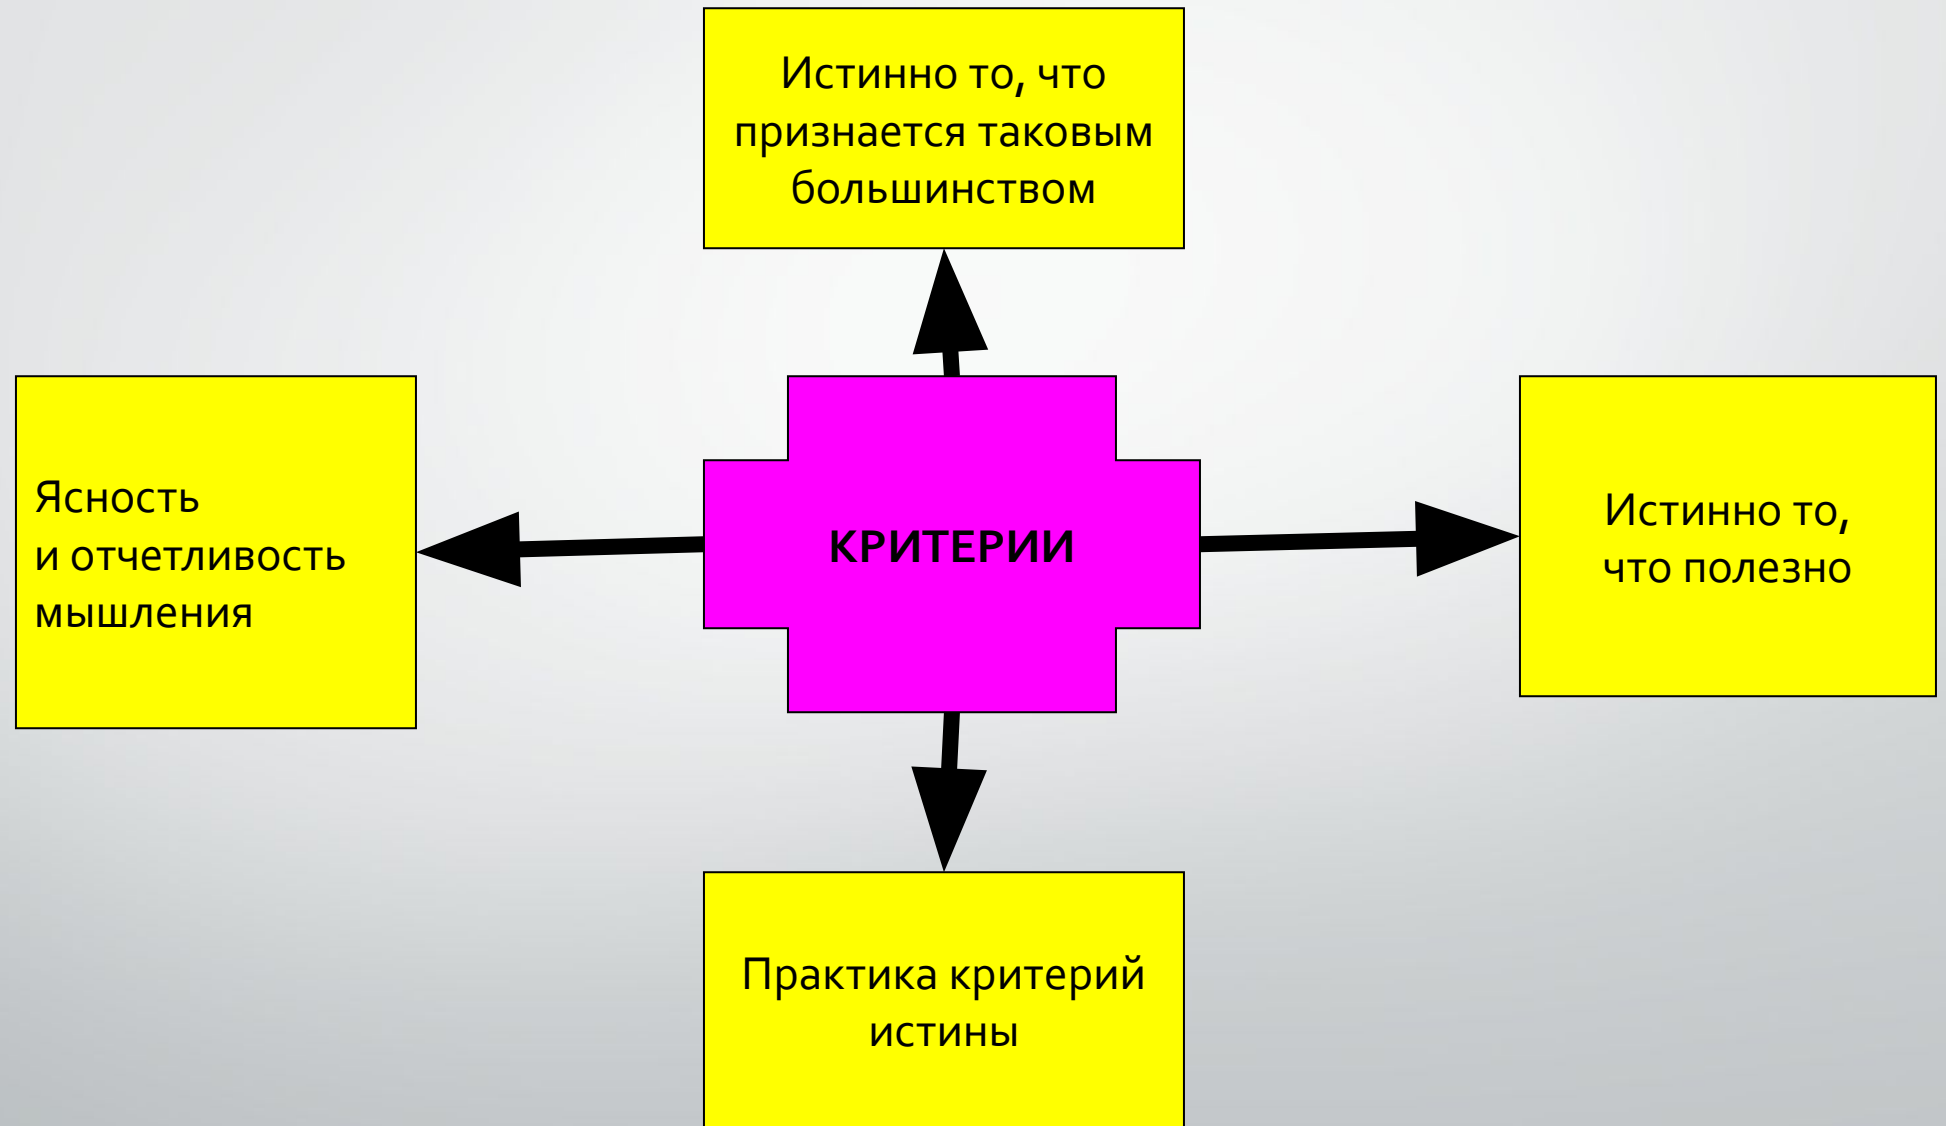 Истинно то, что
признается таковым
большинством
Ясность
и отчетливость
мышления
КРИТЕРИИ
Истинно то,
что полезно
Практика критерий
истины